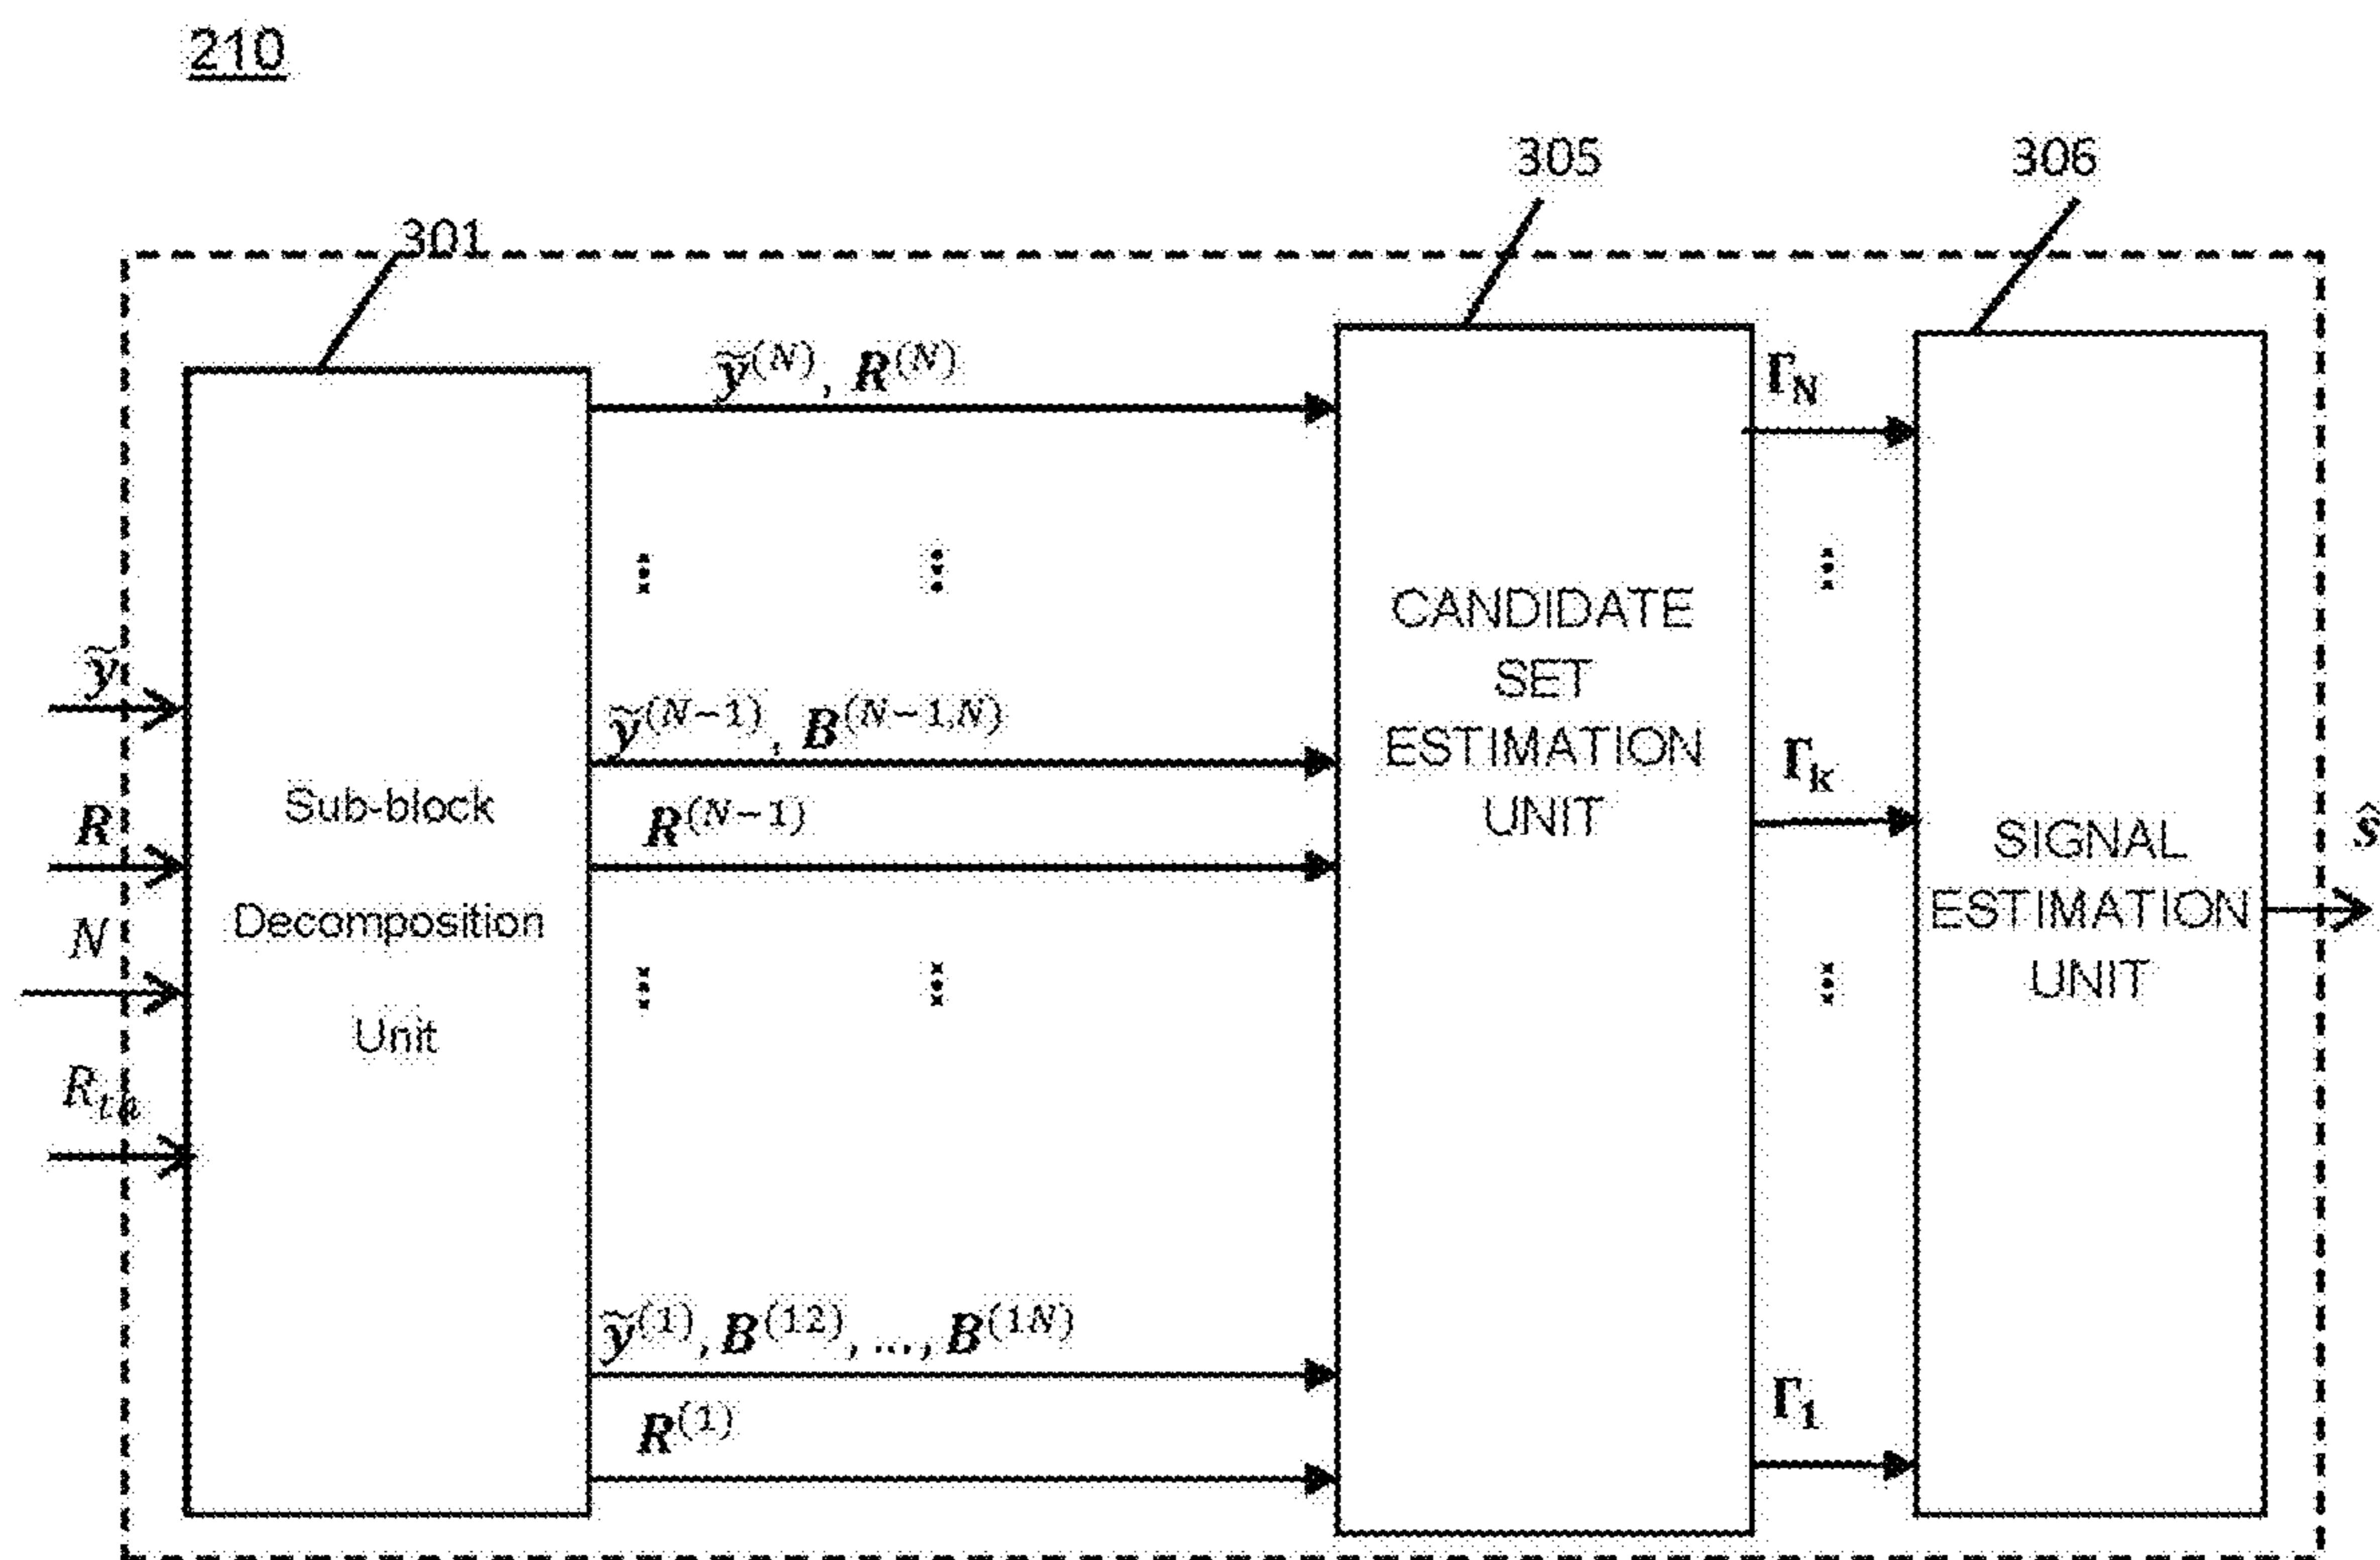 210
305
306
301
ỹ⁽ᴺ⁾, R⁽ᴺ⁾
Γ_N
ỹ
R
N
Sub-block
Decomposition
Unit
ỹ⁽ᴺ⁻¹⁾, B^(N−1,N)
R⁽ᴺ⁻¹⁾
CANDIDATE
SET
ESTIMATION
UNIT
Γ_k
SIGNAL
ESTIMATION
UNIT
ŝ
ỹ⁽¹⁾, B⁽¹²⁾, ..., B⁽¹ᴺ⁾
R⁽¹⁾
Γ_1